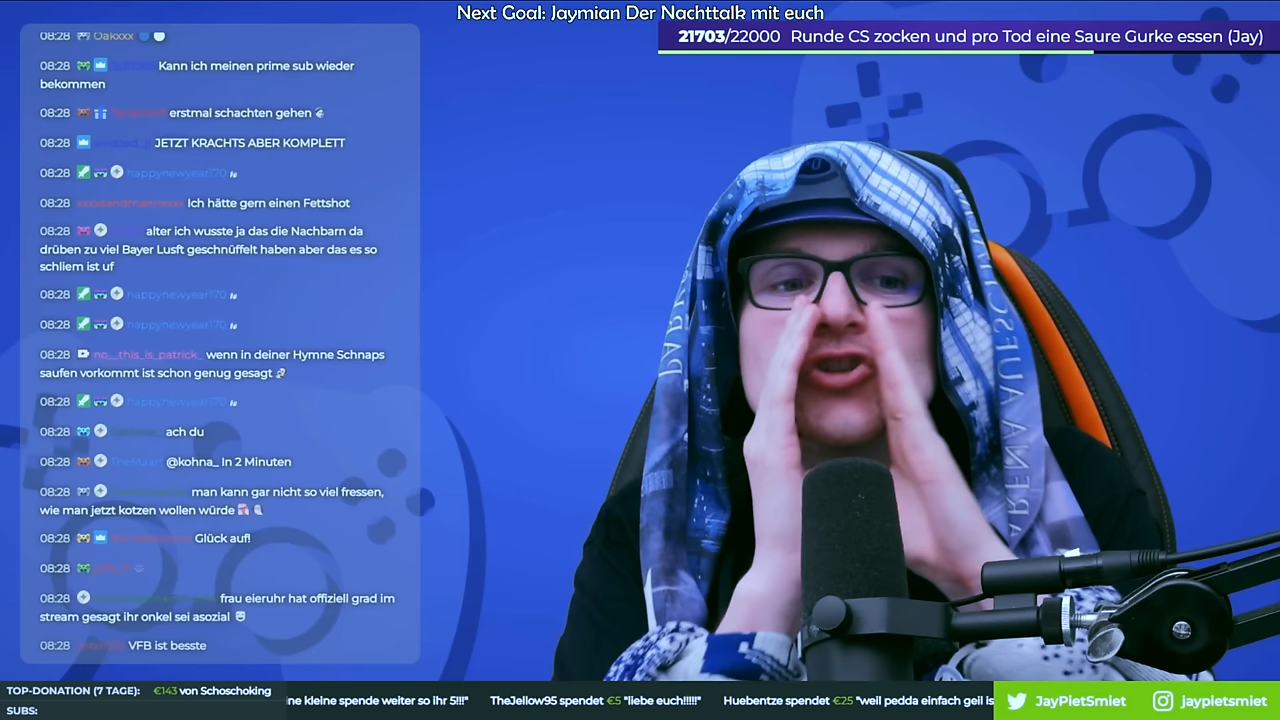 Next Goal: Jaymian Der Nachttalk mit euch
21703/22000 Runde CS zocken und pro Tod eine Saure Gurke essen (Jay)
08:28 Oakxxx
08:28 Kann ich meinen prime sub wieder
bekommen
08:28 erstmal schachten gehen
08:28 JETZT KRACHTS ABER KOMPLETT
08:28 happynewyear170
08:28 Ich hätte gern einen Fettshot
08:28 alter ich wusste ja das die Nachbarn da
drüben zu viel Bayer Lusft geschnüffelt haben aber das es so
schliem ist uf
08:28 happynewyear170
08:28 happynewyear170
08:28 no__this_is_patrick_ wenn in deiner Hymne Schnaps
saufen vorkommt ist schon genug gesagt
08:28 happynewyear170
08:28 ach du
08:28 TheMaart @kohna_ In 2 Minuten
08:28 man kann gar nicht so viel fressen,
wie man jetzt kotzen wollen würde
08:28 Glück auf!
08:28
08:28 frau eieruhr hat offiziell grad im
stream gesagt ihr onkel sei asozial
08:28 VFB ist besste
TOP-DONATION (7 TAGE): €143 von Schoschoking
SUBS:
ine kleine spende weiter so ihr 5!!!" TheJellow95 spendet €5 "liebe euch!!!!!" Huebentze spendet €25 "weil pedda einfach geil is
JayPietSmiet jaypietsmiet